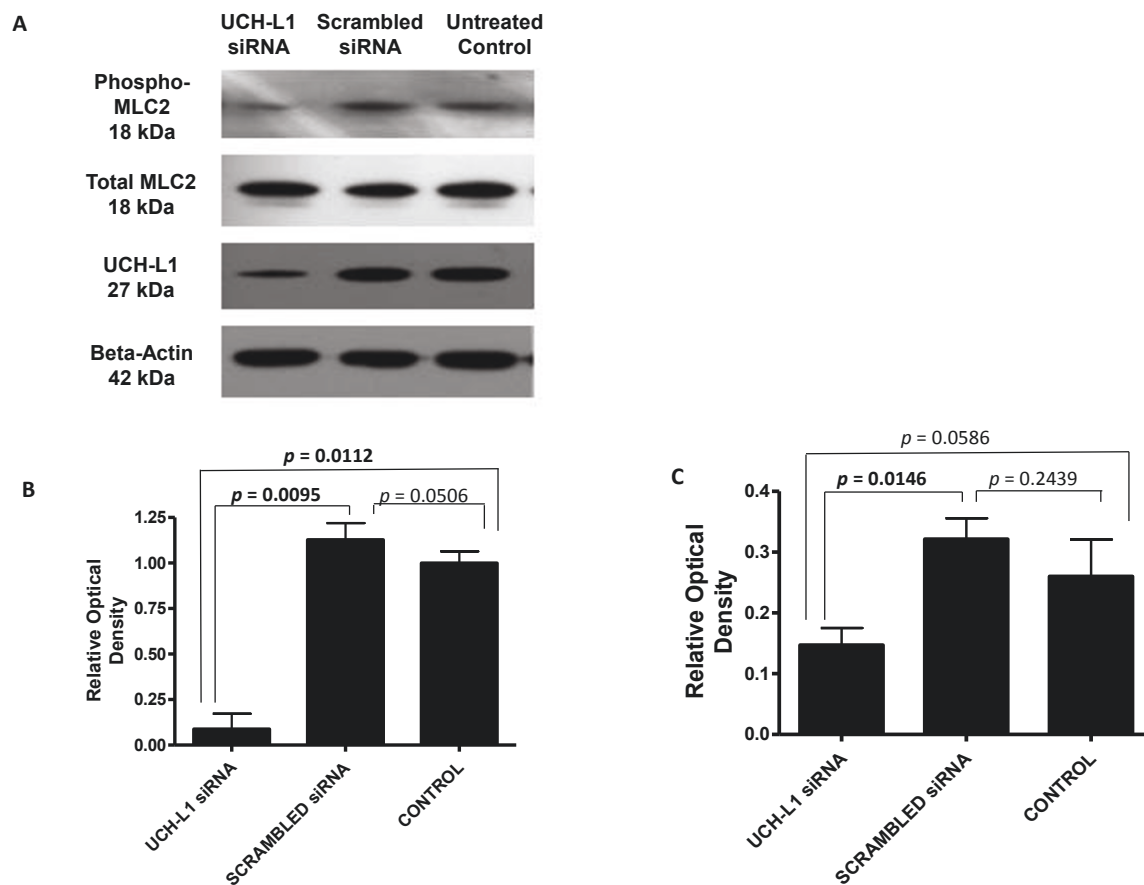 A
UCH-L1 siRNA
Scrambled siRNA
Untreated Control
Phospho-
MLC2
18 kDa
Total MLC2
18 kDa
UCH-L1
27 kDa
Beta-Actin
42 kDa
B
p = 0.0112
p = 0.0095
p = 0.0506
Relative Optical
Density
1.25
1.00
0.75
0.50
0.25
0.00
UCH-L1 siRNA
SCRAMBLED siRNA
CONTROL
C
p = 0.0586
p = 0.0146
p = 0.2439
Relative Optical
Density
0.4
0.3
0.2
0.1
0.0
UCH-L1 siRNA
SCRAMBLED siRNA
CONTROL